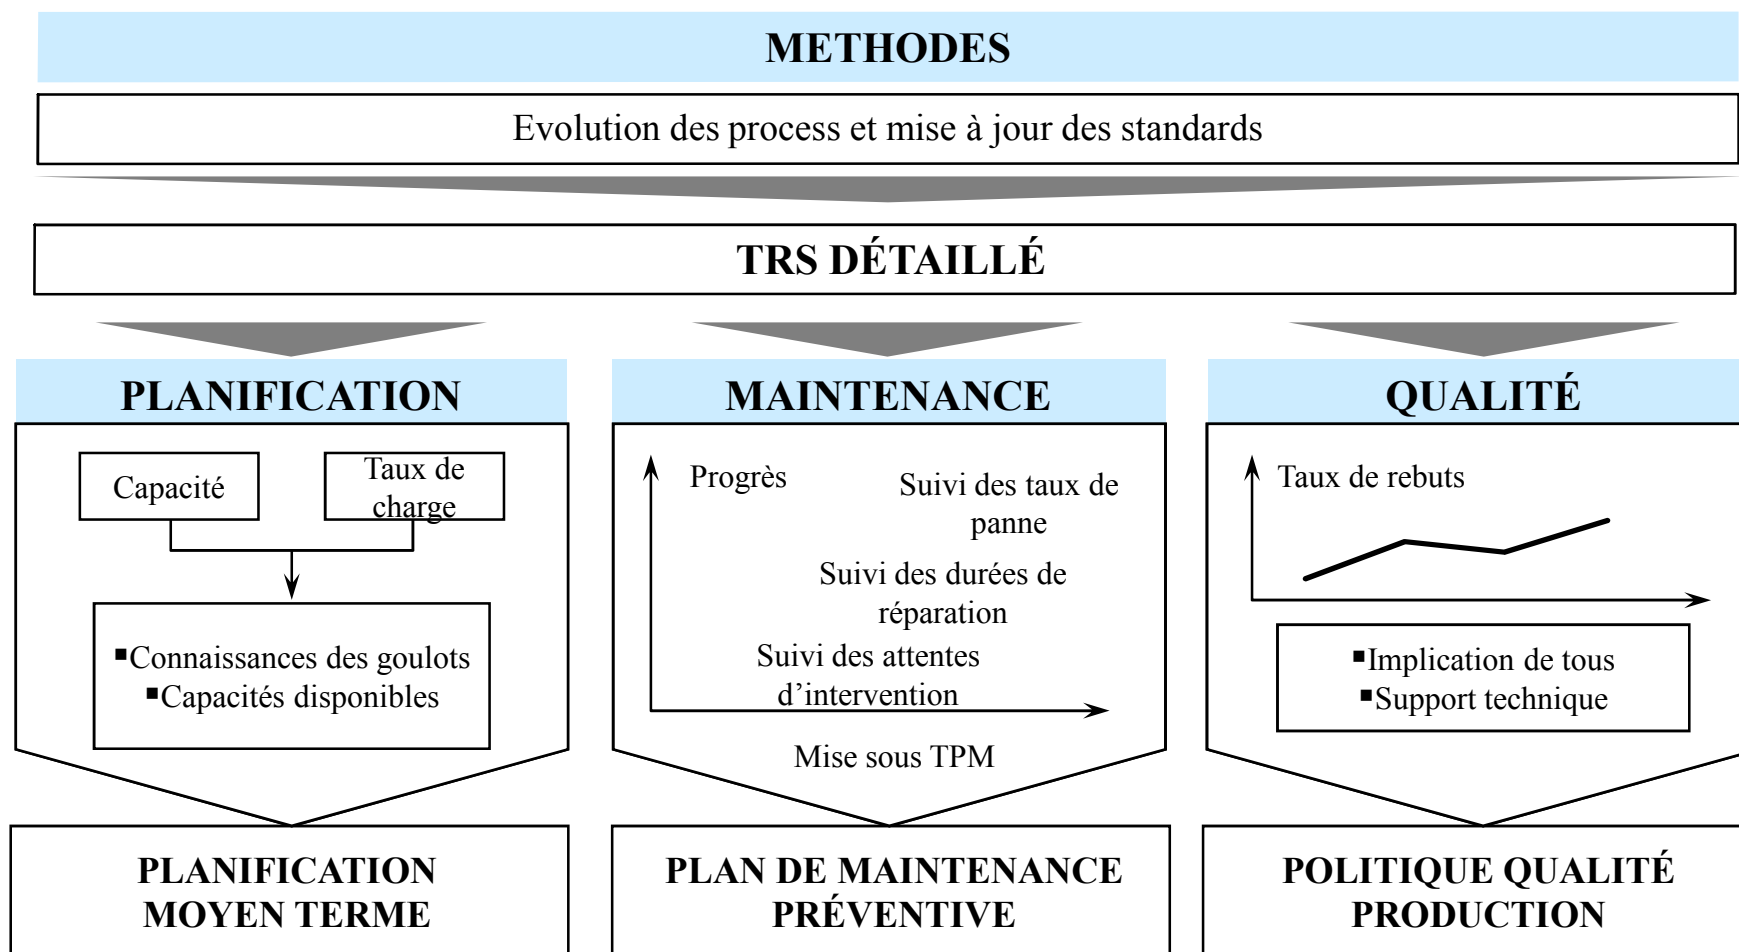 METHODES
Evolution des process et mise à jour des standards
TRS DÉTAILLÉ
PLANIFICATION
Capacité
Taux de
charge
▪Connaissances des goulots
▪Capacités disponibles
PLANIFICATION
MOYEN TERME
MAINTENANCE
Progrès
Suivi des taux de
panne
Suivi des durées de
réparation
Suivi des attentes
d’intervention
Mise sous TPM
PLAN DE MAINTENANCE
PRÉVENTIVE
QUALITÉ
Taux de rebuts
▪Implication de tous
▪Support technique
POLITIQUE QUALITÉ
PRODUCTION